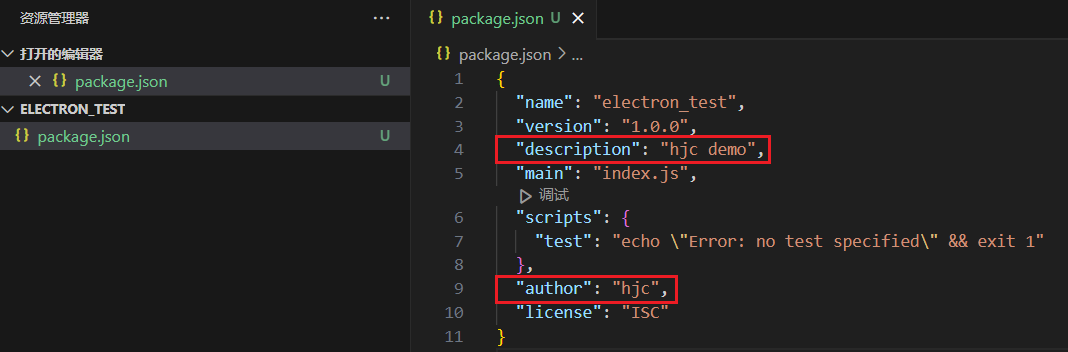 资源管理器 ...
打开的编辑器
package.json U
ELECTRON_TEST
package.json U
package.json U
package.json > ...
1 {
2 "name": "electron_test",
3 "version": "1.0.0",
4 "description": "hjc demo",
5 "main": "index.js",
调试
6 "scripts": {
7 "test": "echo \"Error: no test specified\" && exit 1"
8 },
9 "author": "hjc",
10 "license": "ISC"
11 }